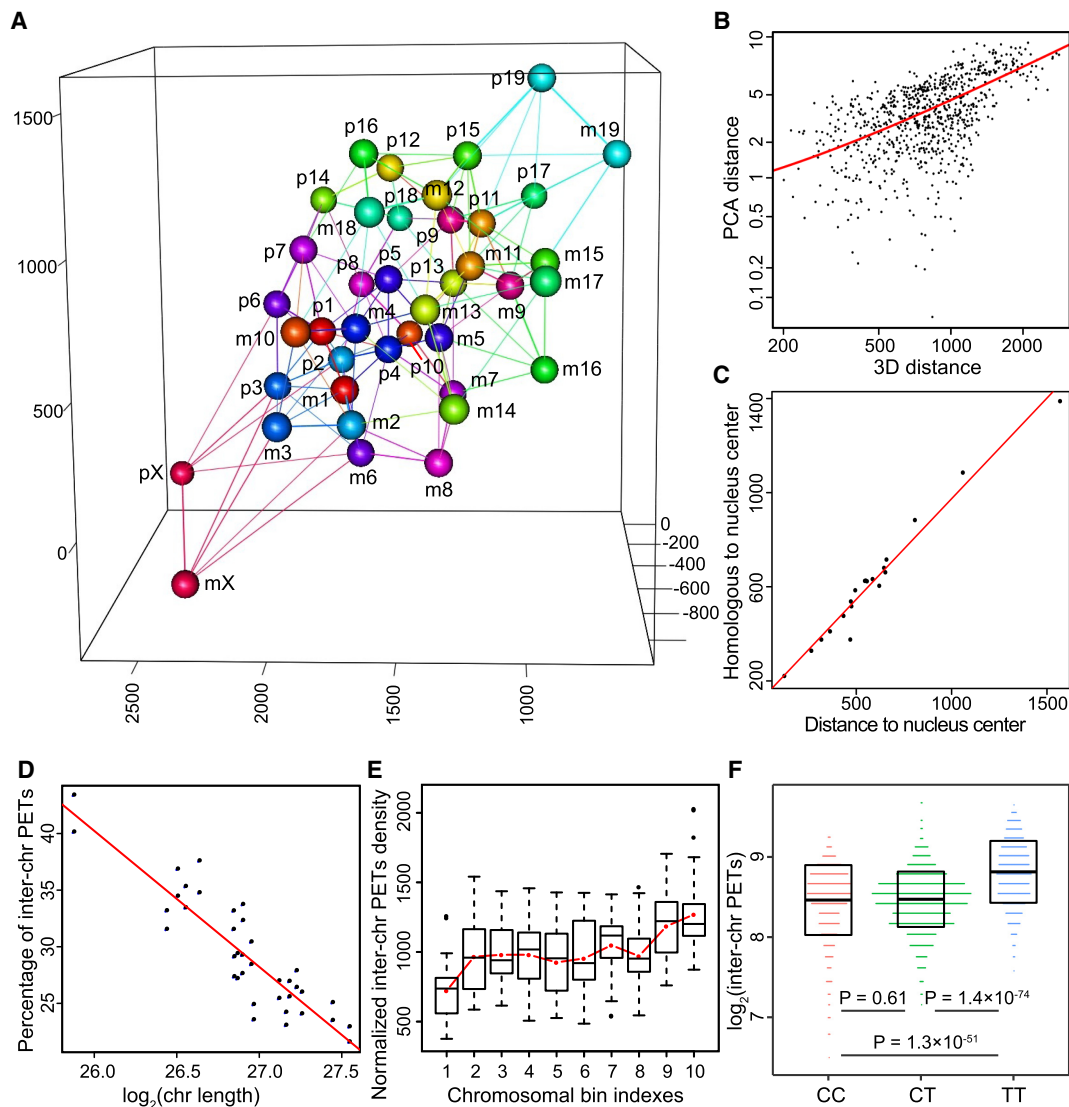 A
1500
1000
500
0
2500
2000
1500
1000
0
-200
-400
-600
-800
p19
m19
p16
p12
p15
p14
m12
p17
p18
p11
m18
p9
p7
p8
p5
p13
m11
m15
m17
p6
p1
m4
m13
m9
m10
m5
p2
p4
p10
m16
p3
m1
m7
m2
m14
m3
m6
m8
pX
mX
B
PCA distance
10
5
2
1
0.5
0.2
0.1
200
500
1000
2000
3D distance
C
Homologous to nucleus center
1400
1000
600
200
500
1000
1500
Distance to nucleus center
D
Percentage of inter-chr PETs
40
35
30
25
26.0
26.5
27.0
27.5
log2(chr length)
E
Normalized inter-chr PETs density
2000
1500
1000
500
1 2 3 4 5 6 7 8 9 10
Chromosomal bin indexes
F
log2(inter-chr PETs)
9
8
7
P = 0.61
P = 1.4×10-74
P = 1.3×10-51
CC
CT
TT